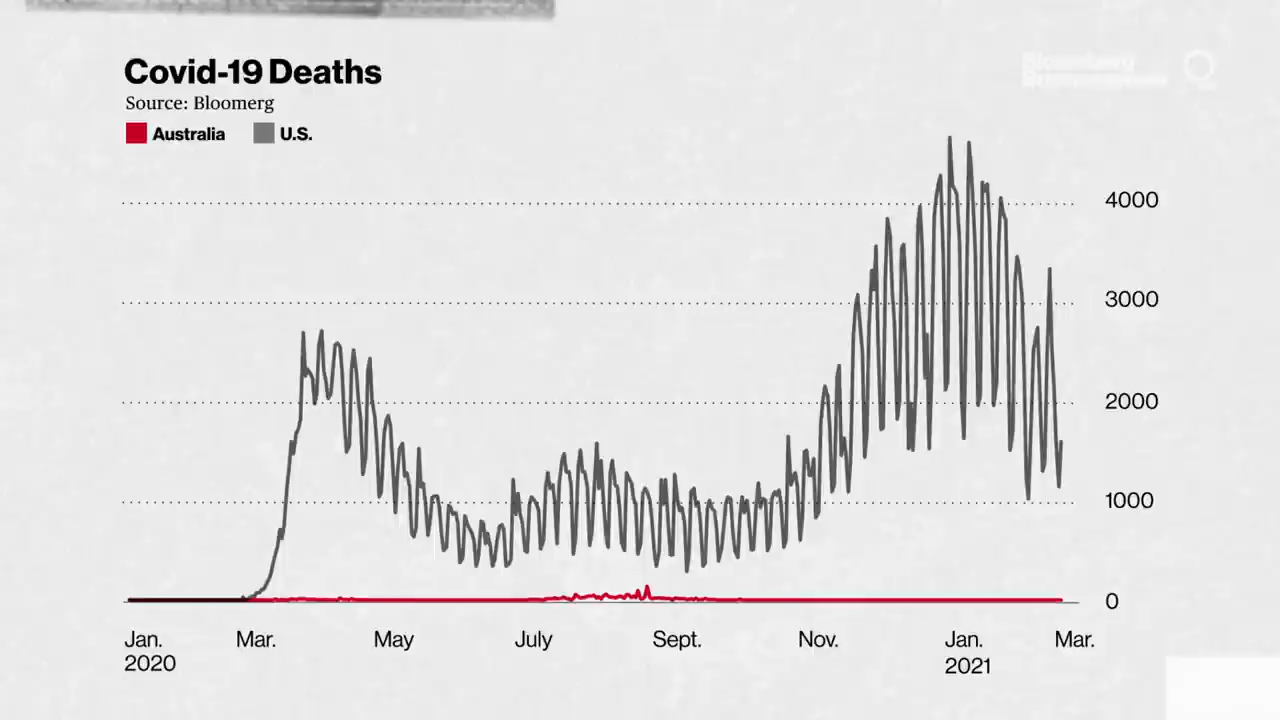 Covid-19 Deaths
Source: Bloomerg
Australia U.S.
4000
3000
2000
1000
0
Jan. Mar. May July Sept. Nov. Jan. Mar.
2020 2021